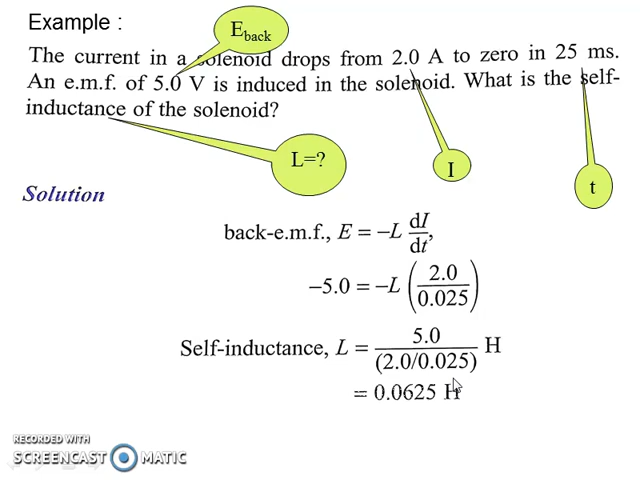 Example :
E_back
The current in a solenoid drops from 2.0 A to zero in 25 ms.
An e.m.f. of 5.0 V is induced in the solenoid. What is the self-
inductance of the solenoid?
L=?
I
t
Solution
back-e.m.f., E = −L dI/dt,
−5.0 = −L (2.0/0.025)
Self-inductance, L = 5.0/(2.0/0.025) H
= 0.0625 H
RECORDED WITH
SCREENCAST MATIC